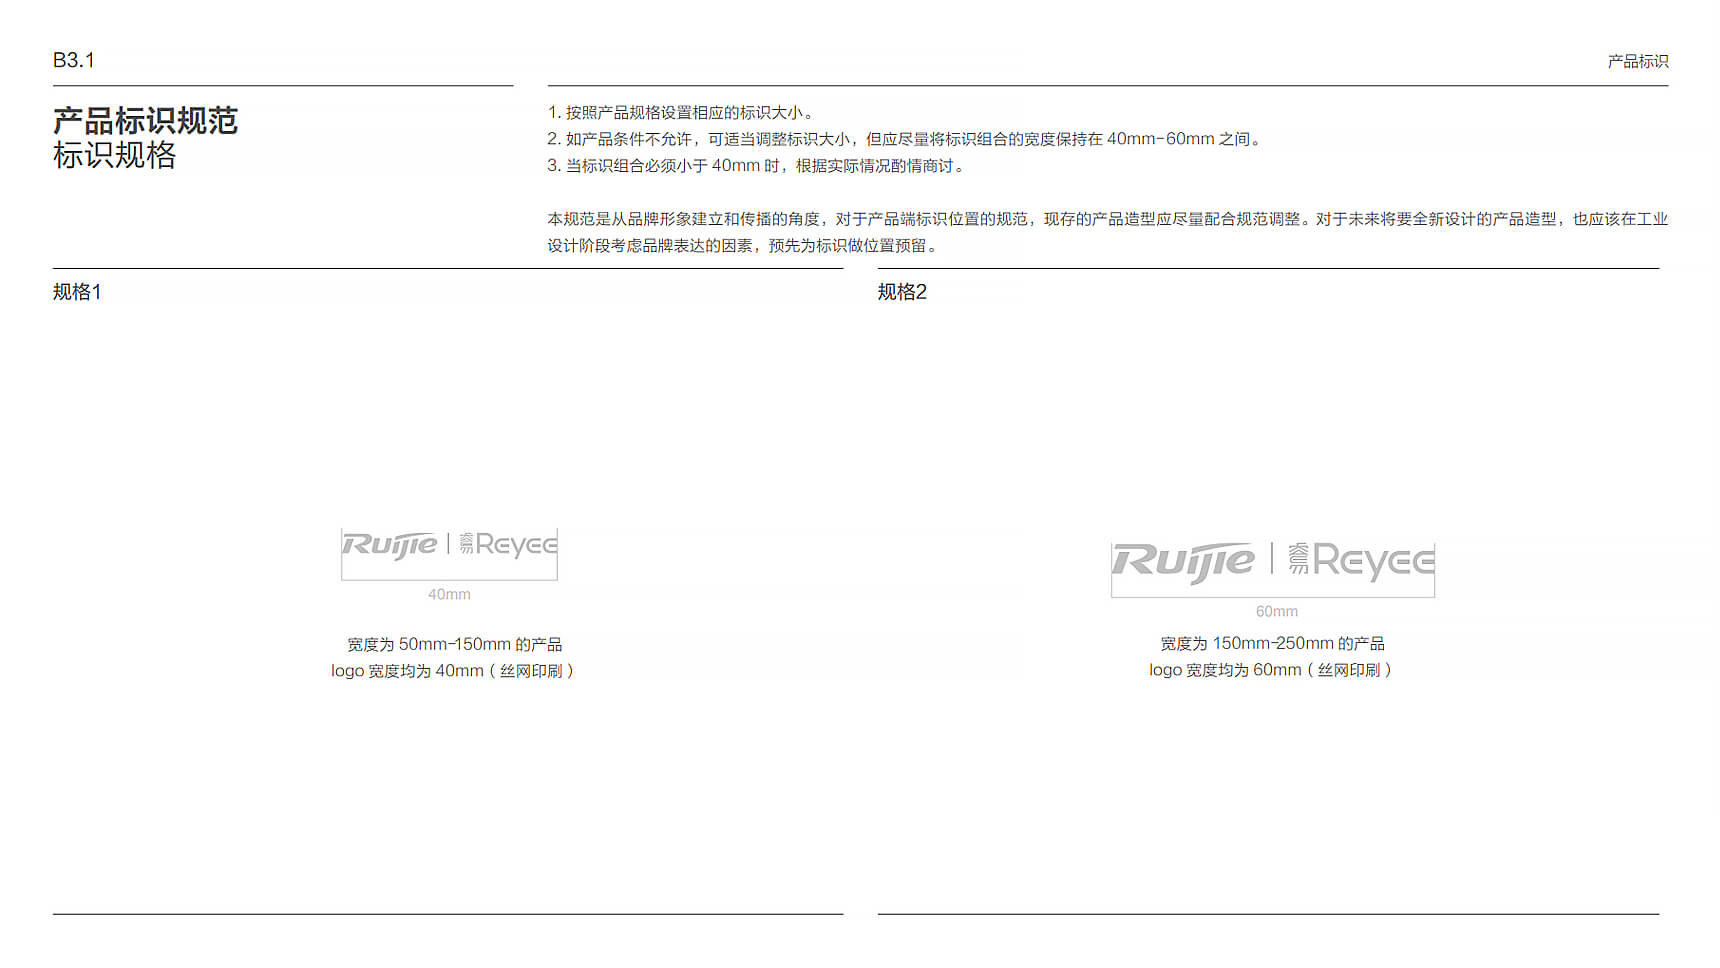 B3.1
产品标识
产品标识规范
标识规格
1. 按照产品规格设置相应的标识大小。
2. 如产品条件不允许，可适当调整标识大小，但应尽量将标识组合的宽度保持在 40mm-60mm 之间。
3. 当标识组合必须小于 40mm 时，根据实际情况酌情商讨。
本规范是从品牌形象建立和传播的角度，对于产品端标识位置的规范，现存的产品造型应尽量配合规范调整。对于未来将要全新设计的产品造型，也应该在工业
设计阶段考虑品牌表达的因素，预先为标识做位置预留。
规格1
Ruijie | 睿易 Reyee
40mm
宽度为 50mm-150mm 的产品
logo 宽度均为 40mm（丝网印刷）
规格2
Ruijie | 睿易 Reyee
60mm
宽度为 150mm-250mm 的产品
logo 宽度均为 60mm（丝网印刷）